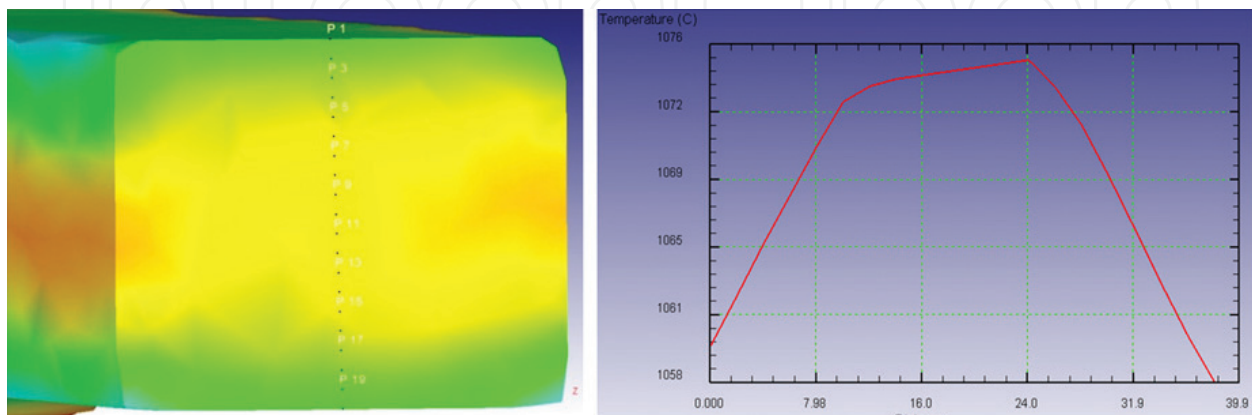 P 1
P 3
P 5
P 7
P 9
P 11
P 13
P 15
P 17
P 19
Z
Temperature (C)
1076
1072
1069
1065
1061
1058
0.000 7.98 16.0 24.0 31.9 39.9